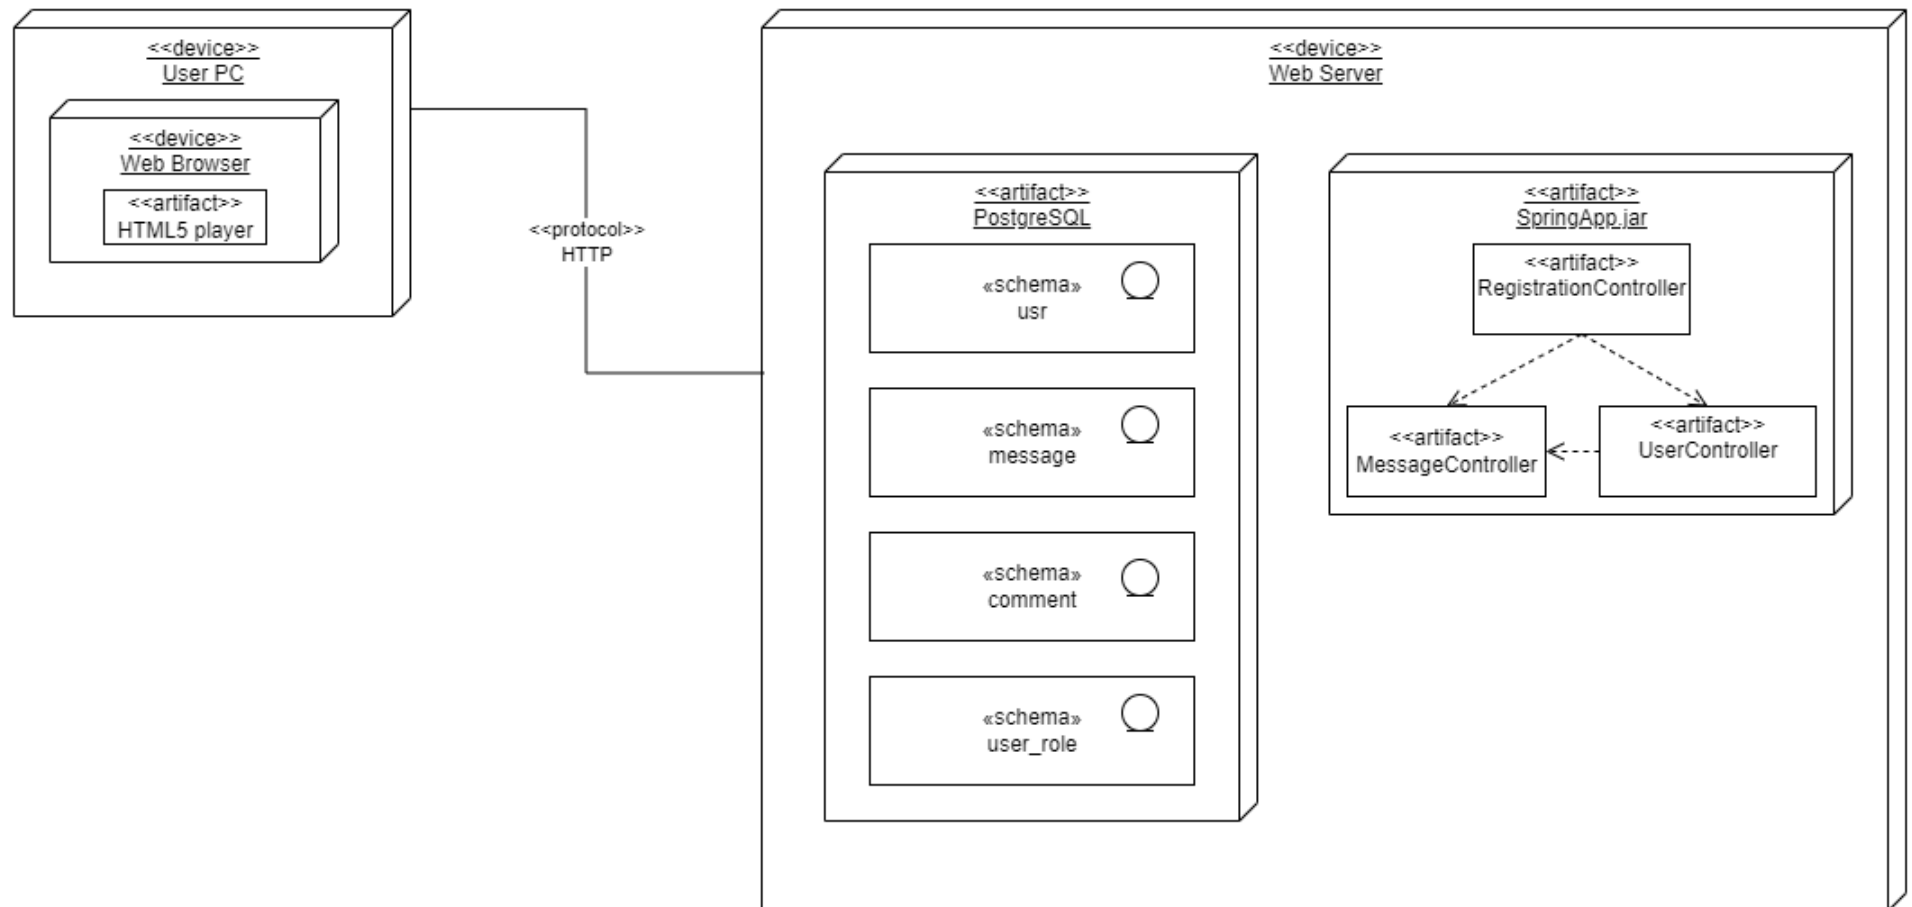 <<device>>
User PC
<<device>>
Web Browser
<<artifact>>
HTML5 player
<<protocol>>
HTTP
<<device>>
Web Server
<<artifact>>
PostgreSQL
«schema»
usr
«schema»
message
«schema»
comment
«schema»
user_role
<<artifact>>
SpringApp.jar
<<artifact>>
RegistrationController
<<artifact>>
MessageController
<<artifact>>
UserController